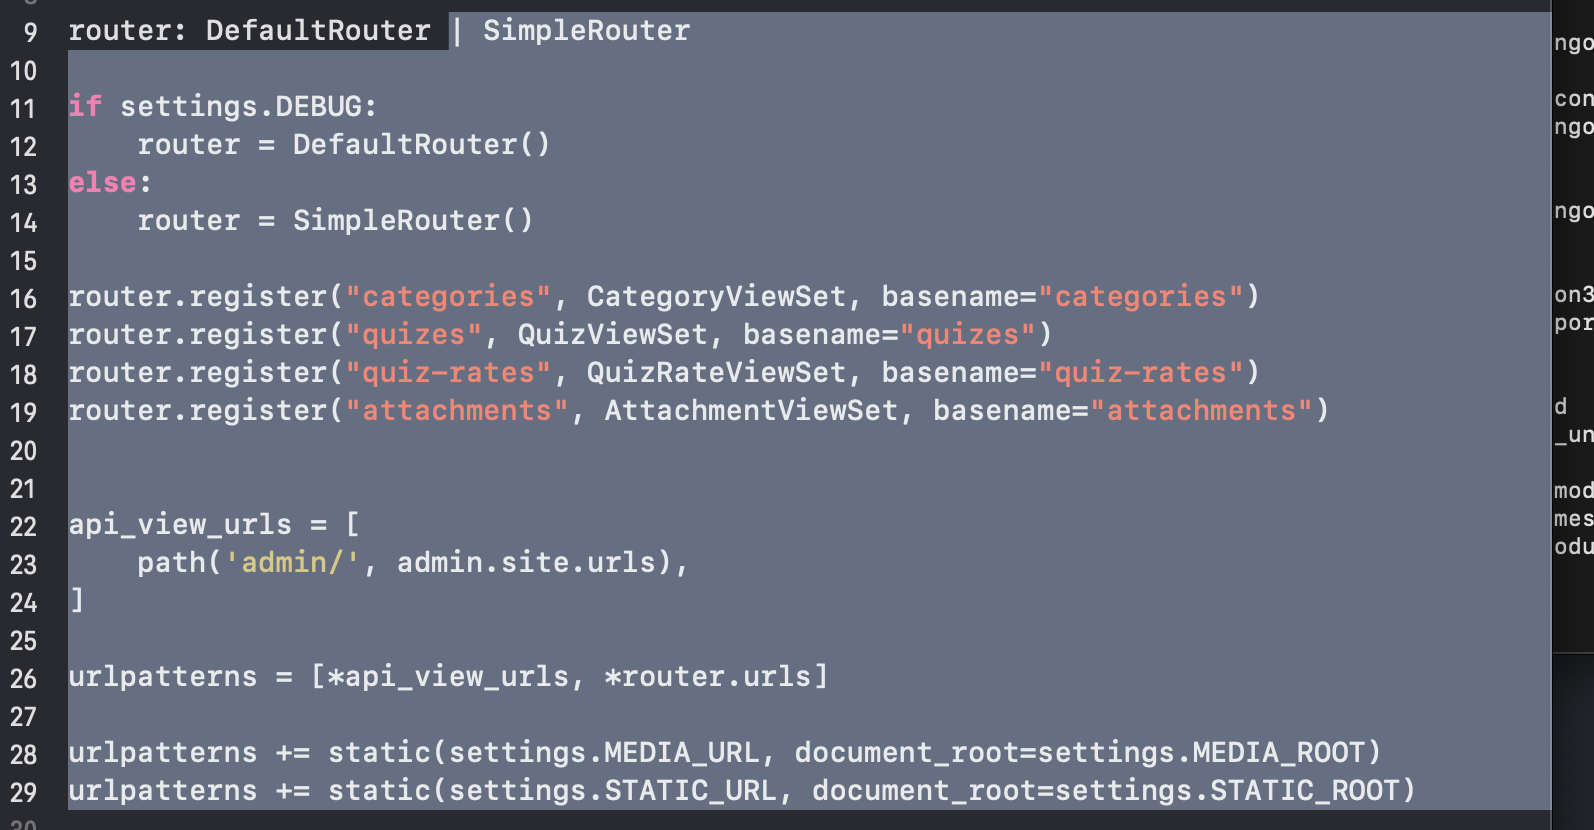 9 router: DefaultRouter | SimpleRouter
10
11 if settings.DEBUG:
12     router = DefaultRouter()
13 else:
14     router = SimpleRouter()
15
16 router.register("categories", CategoryViewSet, basename="categories")
17 router.register("quizes", QuizViewSet, basename="quizes")
18 router.register("quiz-rates", QuizRateViewSet, basename="quiz-rates")
19 router.register("attachments", AttachmentViewSet, basename="attachments")
20
21
22 api_view_urls = [
23     path('admin/', admin.site.urls),
24 ]
25
26 urlpatterns = [*api_view_urls, *router.urls]
27
28 urlpatterns += static(settings.MEDIA_URL, document_root=settings.MEDIA_ROOT)
29 urlpatterns += static(settings.STATIC_URL, document_root=settings.STATIC_ROOT)
30
ngo
con
ngo
ngo
on3
por
d
_un
mod
mes
odu